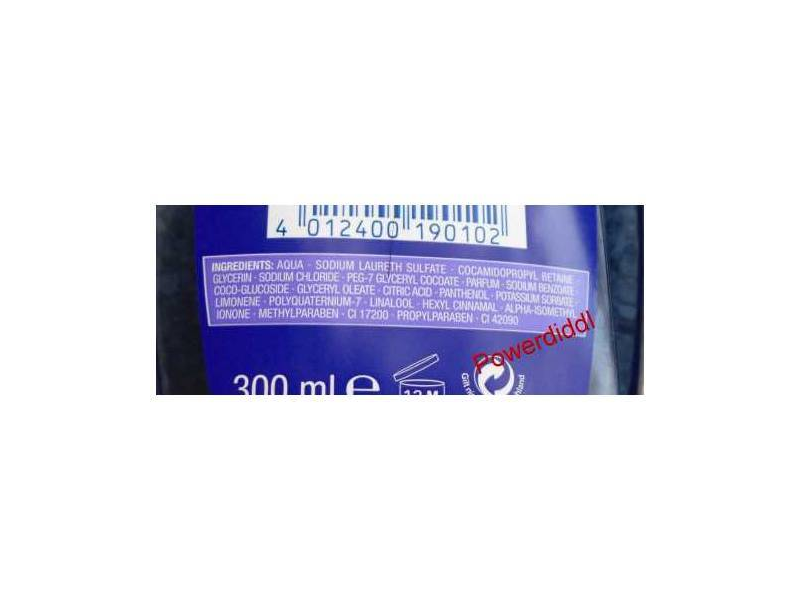 4 012400 190102
INGREDIENTS: AQUA · SODIUM LAURETH SULFATE · COCAMIDOPROPYL BETAINE
GLYCERIN · SODIUM CHLORIDE · PEG-7 GLYCERYL COCOATE · PARFUM · SODIUM BENZOATE
COCO-GLUCOSIDE · GLYCERYL OLEATE · CITRIC ACID · PANTHENOL · POTASSIUM SORBATE
LIMONENE · POLYQUATERNIUM-7 · LINALOOL · HEXYL CINNAMAL · ALPHA-ISOMETHYL
IONONE · METHYLPARABEN · CI 17200 · PROPYLPARABEN · CI 42090
Powerdiddl
300 ml e
12 M